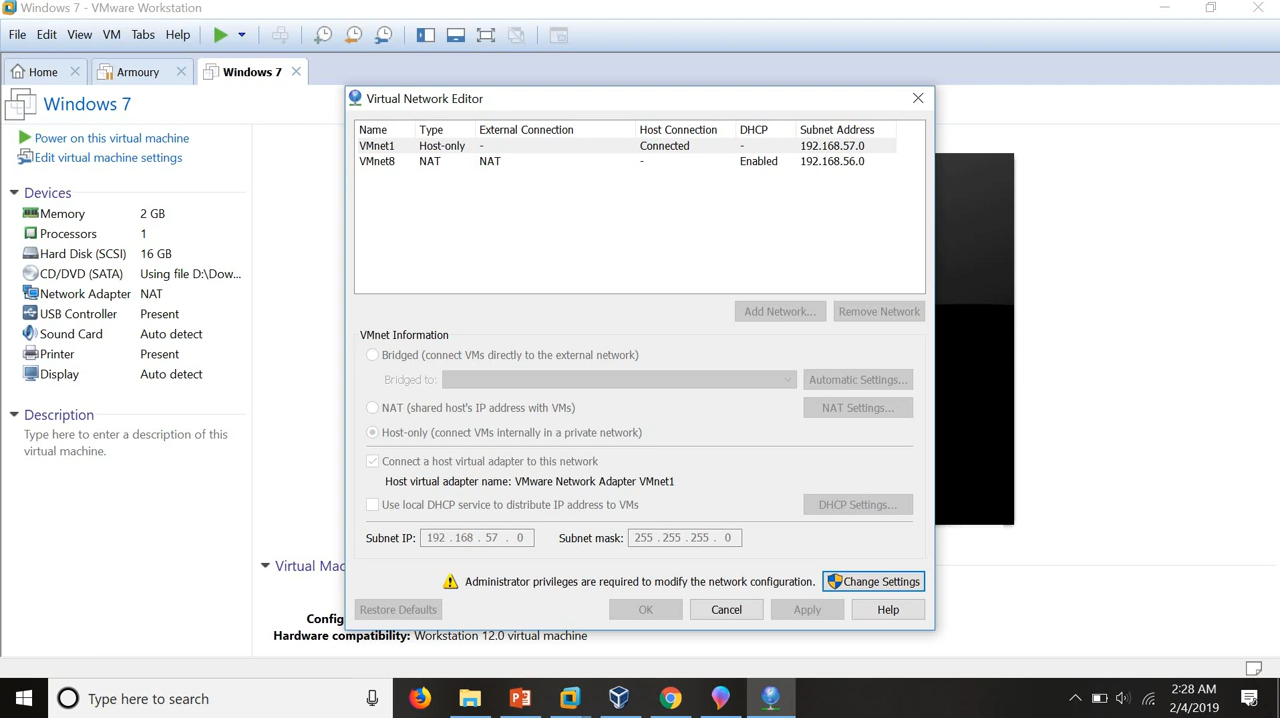 Windows 7 - VMware Workstation
File Edit View VM Tabs Help
Home Armoury Windows 7
Windows 7
Power on this virtual machine
Edit virtual machine settings
Devices
Memory 2 GB
Processors 1
Hard Disk (SCSI) 16 GB
CD/DVD (SATA) Using file D:\Dow...
Network Adapter NAT
USB Controller Present
Sound Card Auto detect
Printer Present
Display Auto detect
Description
Type here to enter a description of this
virtual machine.
Virtual Network Editor
Name Type External Connection Host Connection DHCP Subnet Address
VMnet1 Host-only - Connected - 192.168.57.0
VMnet8 NAT NAT - Enabled 192.168.56.0
Add Network... Remove Network
VMnet Information
Bridged (connect VMs directly to the external network)
Bridged to: Automatic Settings...
NAT (shared host's IP address with VMs) NAT Settings...
Host-only (connect VMs internally in a private network)
Connect a host virtual adapter to this network
Host virtual adapter name: VMware Network Adapter VMnet1
Use local DHCP service to distribute IP address to VMs DHCP Settings...
Subnet IP: 192 . 168 . 57 . 0 Subnet mask: 255 . 255 . 255 . 0
Administrator privileges are required to modify the network configuration. Change Settings
Restore Defaults OK Cancel Apply Help
Virtual Mac
Config
Hardware compatibility: Workstation 12.0 virtual machine
Type here to search
2:28 AM
2/4/2019